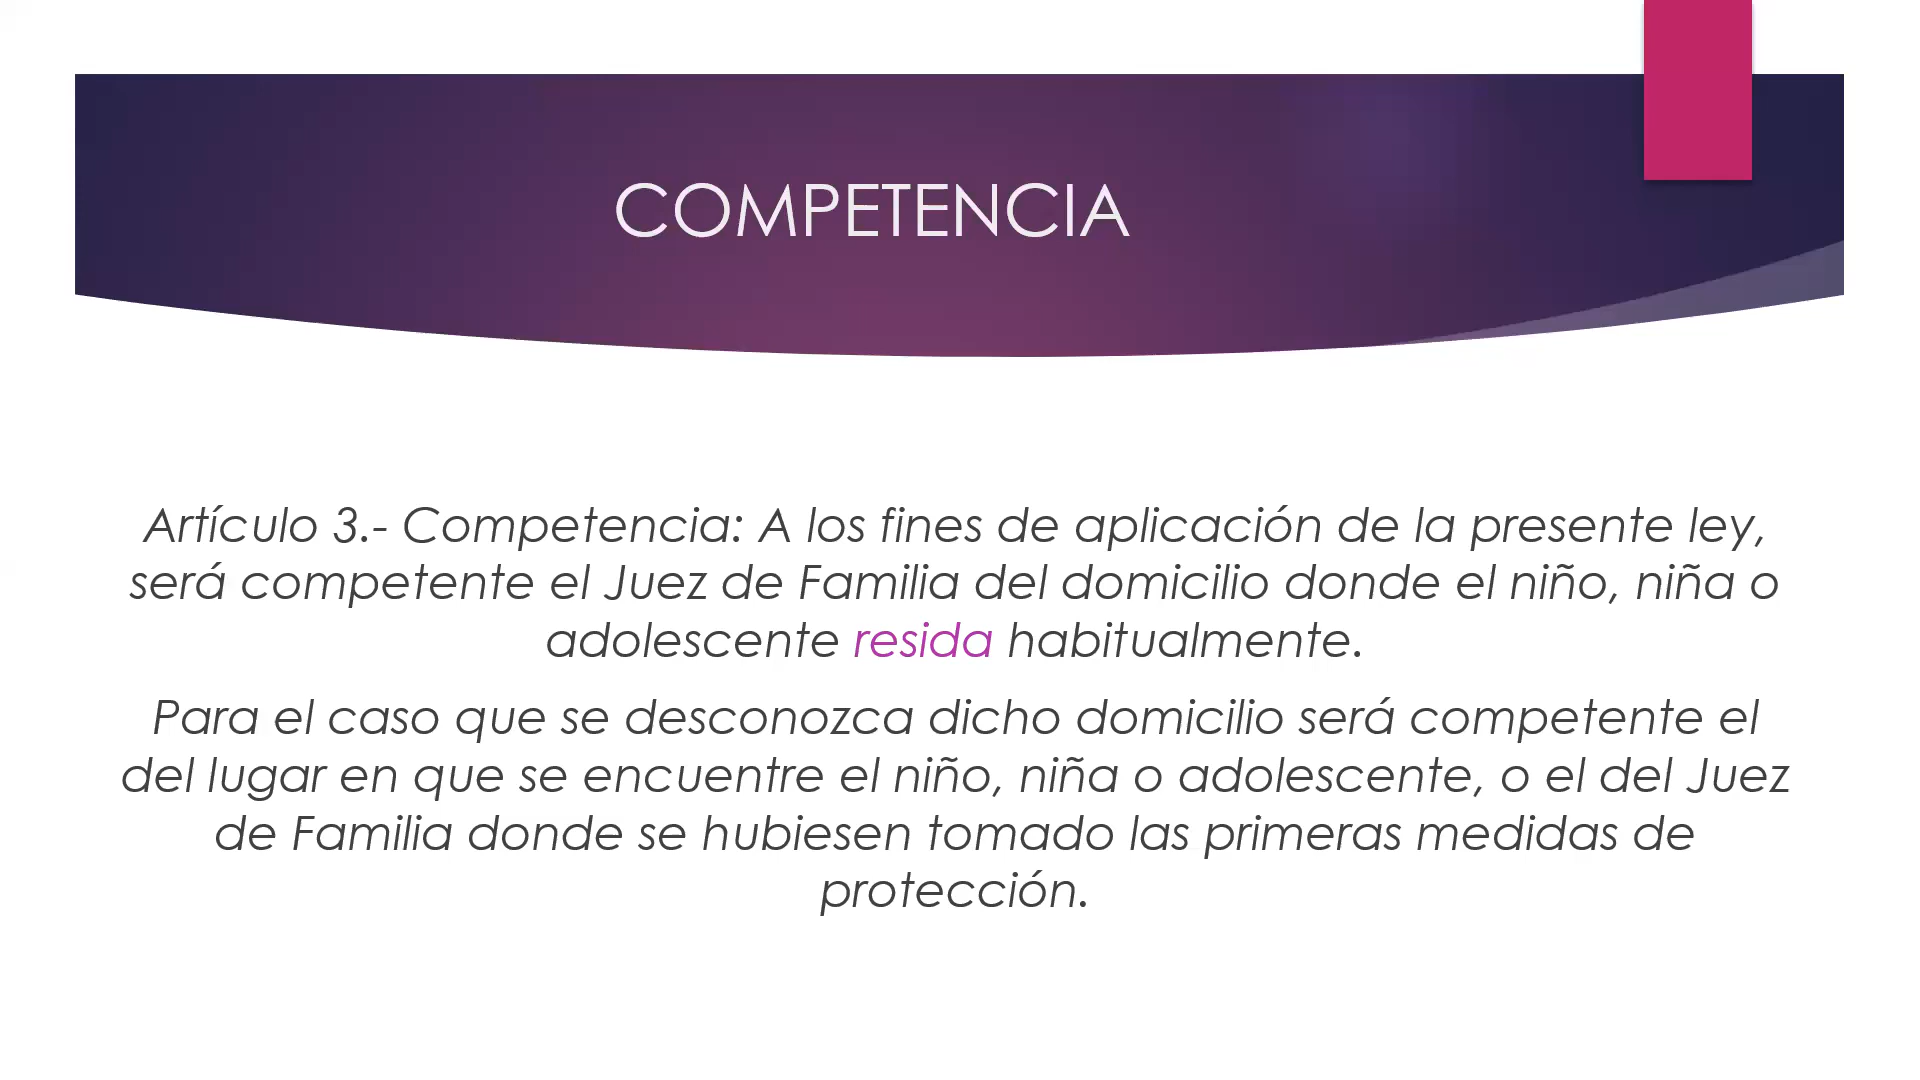 COMPETENCIA
Artículo 3.- Competencia: A los fines de aplicación de la presente ley,
será competente el Juez de Familia del domicilio donde el niño, niña o
adolescente resida habitualmente.
Para el caso que se desconozca dicho domicilio será competente el
del lugar en que se encuentre el niño, niña o adolescente, o el del Juez
de Familia donde se hubiesen tomado las primeras medidas de
protección.